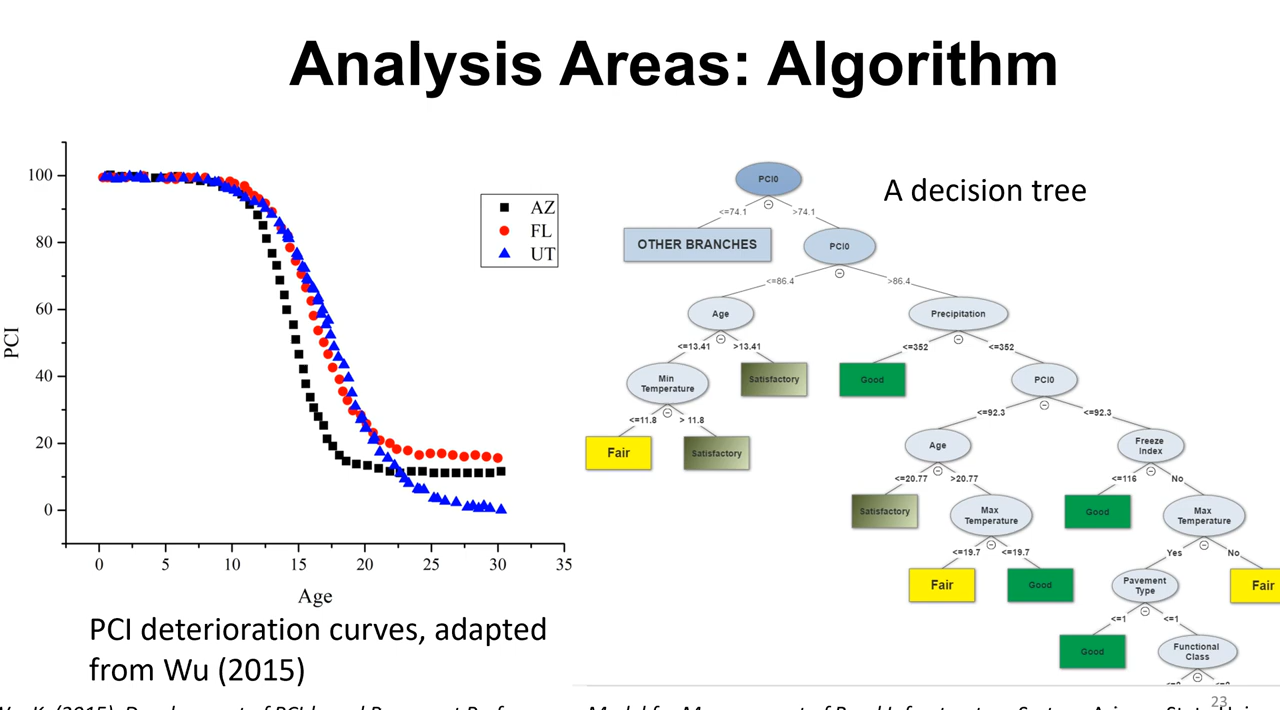 Analysis Areas: Algorithm
100
80
60
40
20
0
PCI
0 5 10 15 20 25 30 35
Age
AZ
FL
UT
PCI deterioration curves, adapted
from Wu (2015)
A decision tree
PCI0
<=74.1 >74.1
OTHER BRANCHES PCI0
<=86.4 >86.4
Age Precipitation
<=13.41 >13.41 <=352 <=352
Min
Temperature
Satisfactory Good PCI0
<=11.8 > 11.8 <=92.3 <=92.3
Fair Satisfactory Age Freeze
Index
<=20.77 >20.77 <=116 No
Satisfactory Max
Temperature
Good Max
Temperature
<=19.7 <=19.7 Yes No
Fair Good Pavement
Type
Fair
<=1 <=1
Good Functional
Class
23